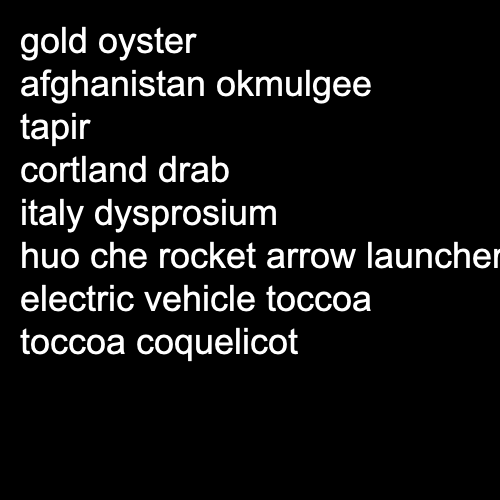 gold oyster
afghanistan okmulgee
tapir
cortland drab
italy dysprosium
huo che rocket arrow launcher
electric vehicle toccoa
toccoa coquelicot